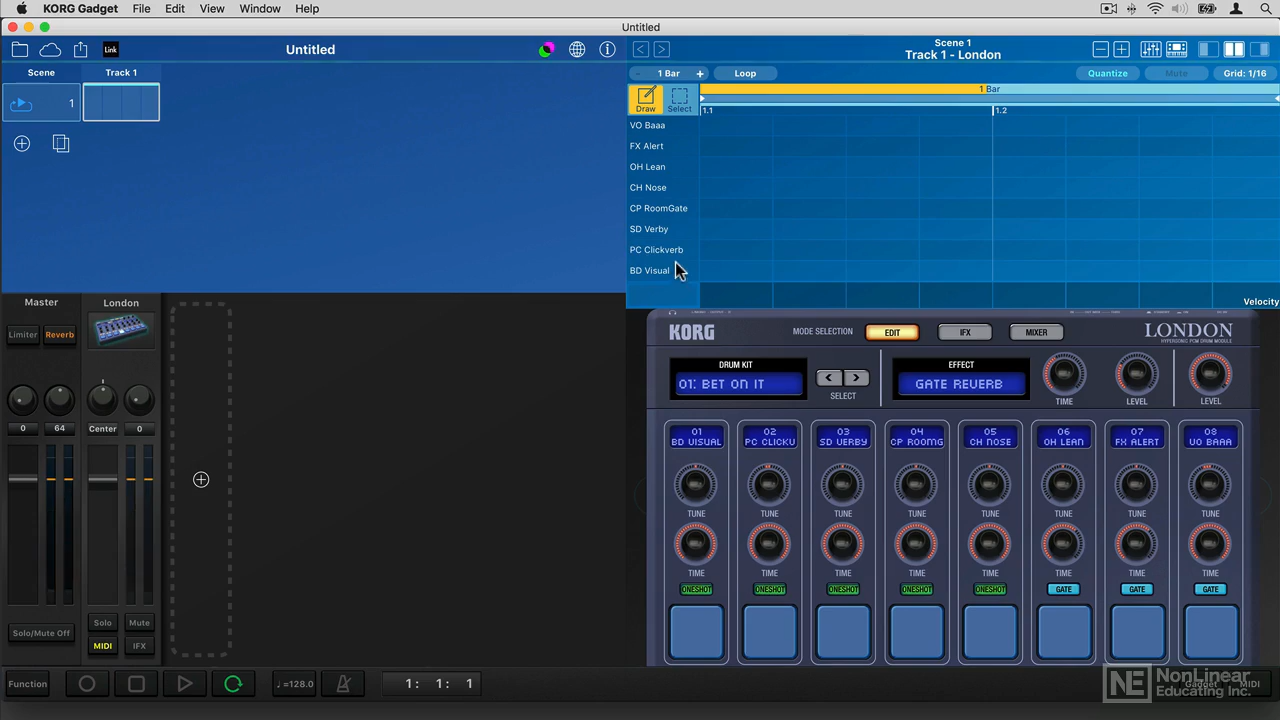 KORG Gadget File Edit View Window Help
Untitled
Link
Untitled
Scene Track 1
1
Scene 1
Track 1 - London
- 1 Bar + Loop Quantize Mute Grid: 1/16
Draw Select
1 Bar
1.1 1.2
VO Baaa
FX Alert
OH Lean
CH Nose
CP RoomGate
SD Verby
PC Clickverb
BD Visual
Velocity
Master London
Limiter Reverb
0 64 Center 0
Solo Mute
Solo/Mute Off
MIDI IFX
KORG MODE SELECTION EDIT IFX MIXER LONDON
HYPERSONIC PCM DRUM MODULE
DRUM KIT
01: BET ON IT
< >
SELECT
EFFECT
GATE REVERB
TIME LEVEL LEVEL
01 02 03 04 05 06 07 08
BD VISUAL PC CLICKV SD VERBY CP ROOMG CH NOSE OH LEAN FX ALERT VO BAAA
TUNE TUNE TUNE TUNE TUNE TUNE TUNE TUNE
TIME TIME TIME TIME TIME TIME TIME TIME
ONESHOT ONESHOT ONESHOT ONESHOT ONESHOT GATE GATE GATE
Function
♩=128.0
1: 1: 1
Gadget MIDI
NE NonLinear
Educating Inc.